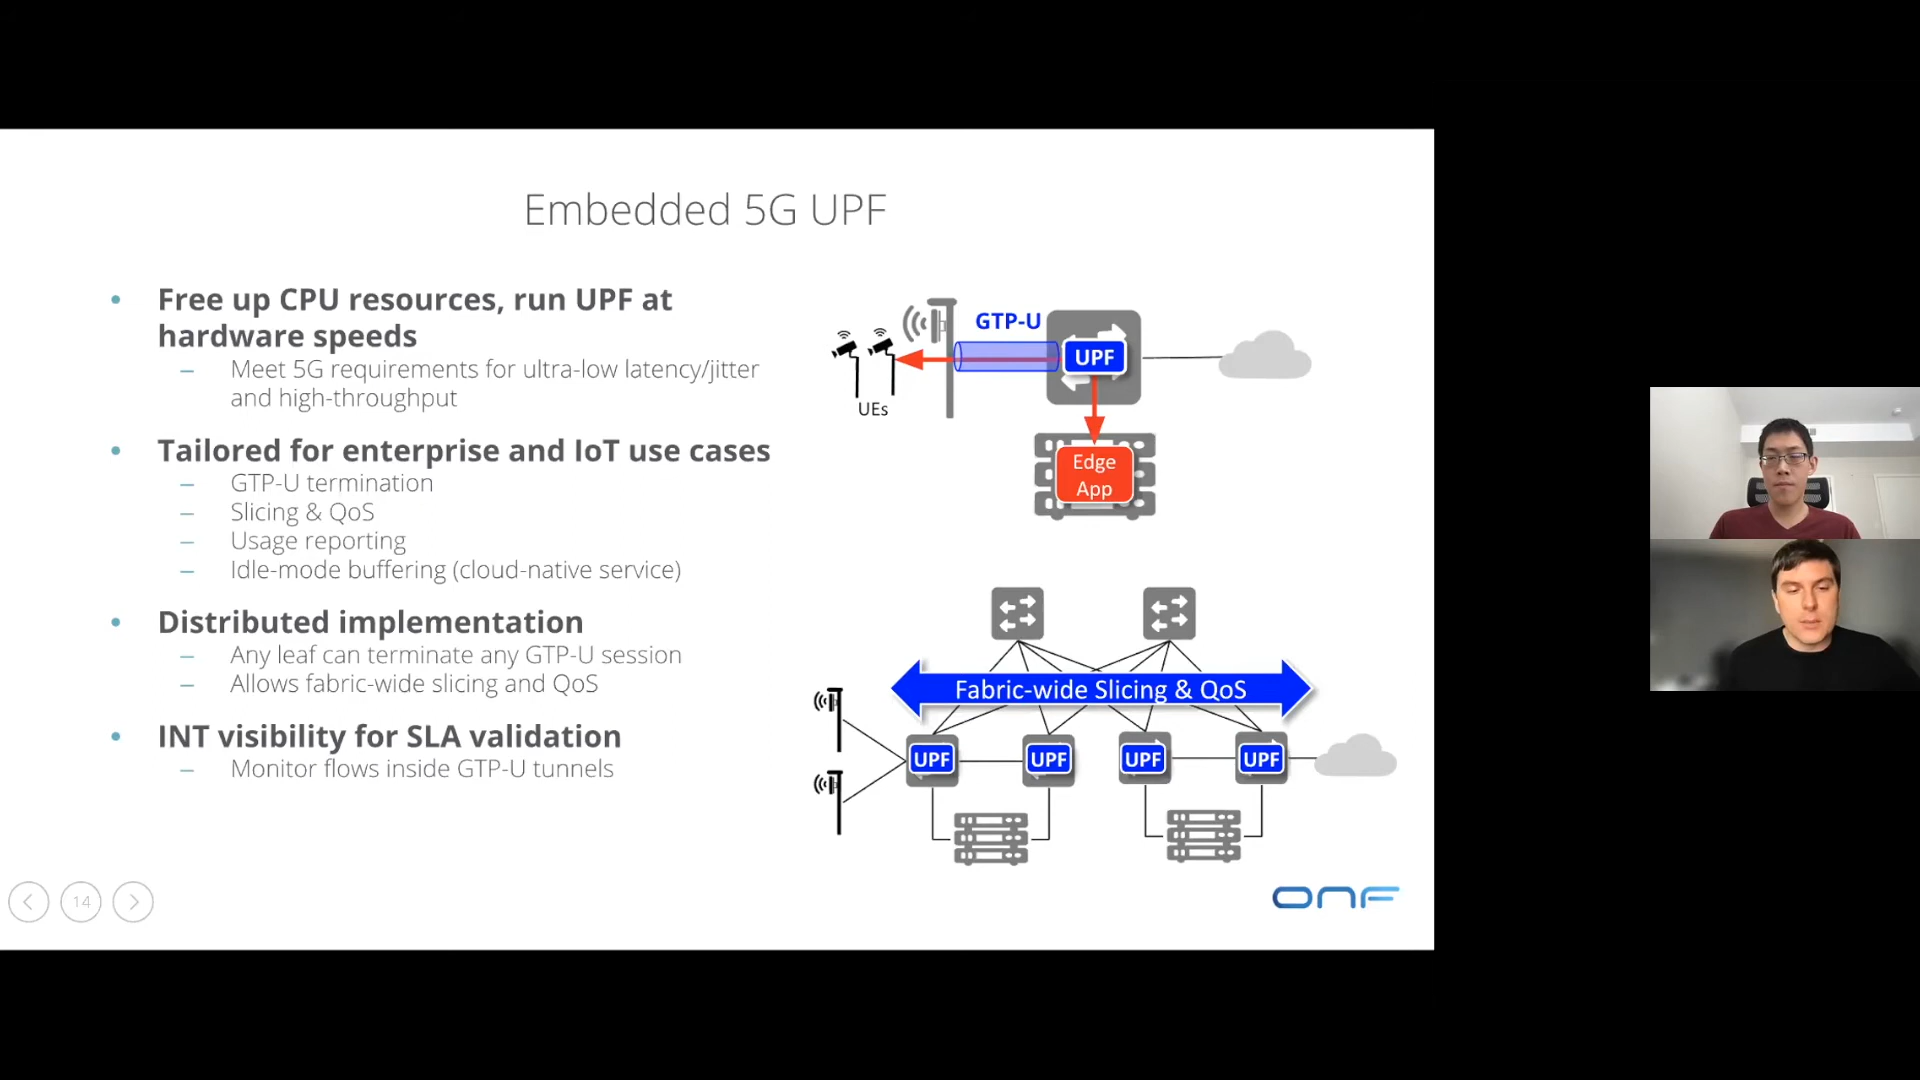 Embedded 5G UPF
• Free up CPU resources, run UPF at
hardware speeds
– Meet 5G requirements for ultra-low latency/jitter
and high-throughput
• Tailored for enterprise and IoT use cases
– GTP-U termination
– Slicing & QoS
– Usage reporting
– Idle-mode buffering (cloud-native service)
• Distributed implementation
– Any leaf can terminate any GTP-U session
– Allows fabric-wide slicing and QoS
• INT visibility for SLA validation
– Monitor flows inside GTP-U tunnels
GTP-U
UPF
UEs
Edge
App
Fabric-wide Slicing & QoS
UPF
UPF
UPF
UPF
14
ONF